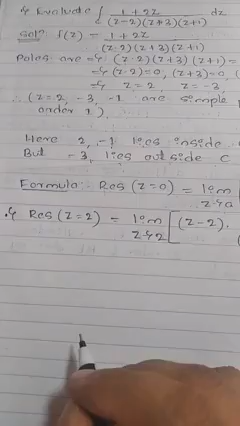 Evaluate ∫ 1+2z / (z-2)(z+3)(z+1) dz
Solⁿ f(z) = 1+2z / (z-2)(z+3)(z+1)
Poles are ⇒ (z-2)(z+3)(z+1) =
⇒ (z-2)=0, (z+3)=0, (
⇒ z=2, z=-3,
∴ (z=2, -3, -1 are simple
order 1)
Here 2, -1 lies inside
But -3, lies outside C
Formula:- Res(z=a) = lim z→a
Res(z=2) = lim z→2 [(z-2).